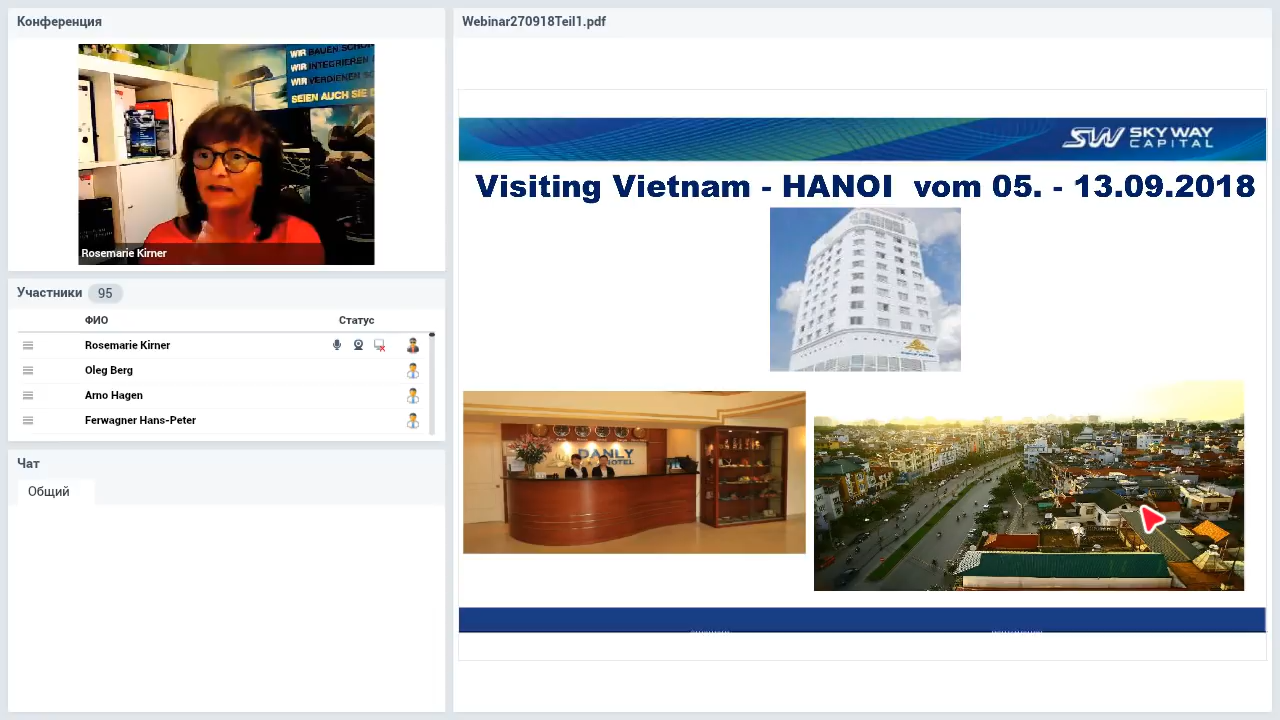 Конференция
WIR BAUEN SCHON
WIR INTEGRIEREN
WIR VERDIENEN
SEIEN AUCH SIE
Rosemarie Kirner
Участники 95
ФИО Статус
Rosemarie Kirner
Oleg Berg
Arno Hagen
Ferwagner Hans-Peter
Чат
Общий
Webinar270918Teil1.pdf
SW SKY WAY
CAPITAL
Visiting Vietnam - HANOI vom 05. - 13.09.2018
DANLY
HOTEL